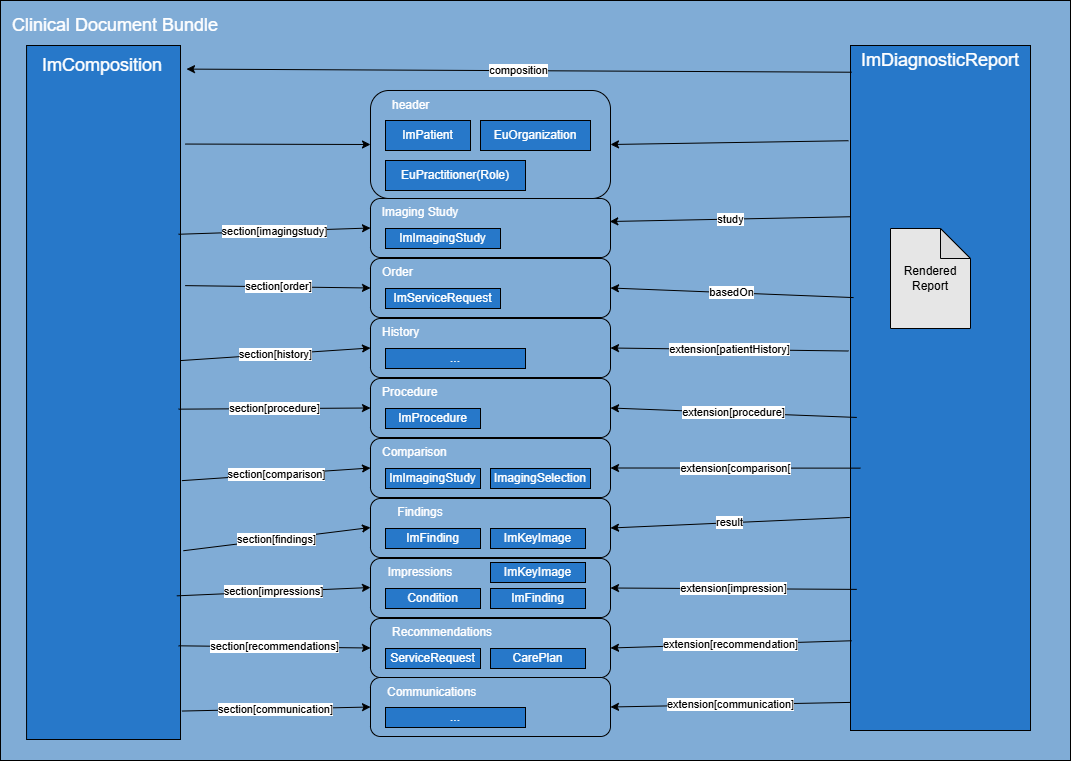 Clinical Document Bundle
ImComposition
ImDiagnosticReport
composition
header
ImPatient
EuOrganization
EuPractitioner(Role)
Imaging Study
section[imagingstudy]
ImImagingStudy
study
Rendered
Report
Order
section[order]
ImServiceRequest
basedOn
History
section[history]
...
extension[patientHistory]
Procedure
section[procedure]
ImProcedure
extension[procedure]
Comparison
section[comparison]
ImImagingStudy
ImagingSelection
extension[comparison[
Findings
section[findings]
ImFinding
ImKeyImage
result
Impressions
ImKeyImage
section[impressions]
Condition
ImFinding
extension[impression]
Recommendations
section[recommendations]
ServiceRequest
CarePlan
extension[recommendation]
Communications
section[communication]
...
extension[communication]